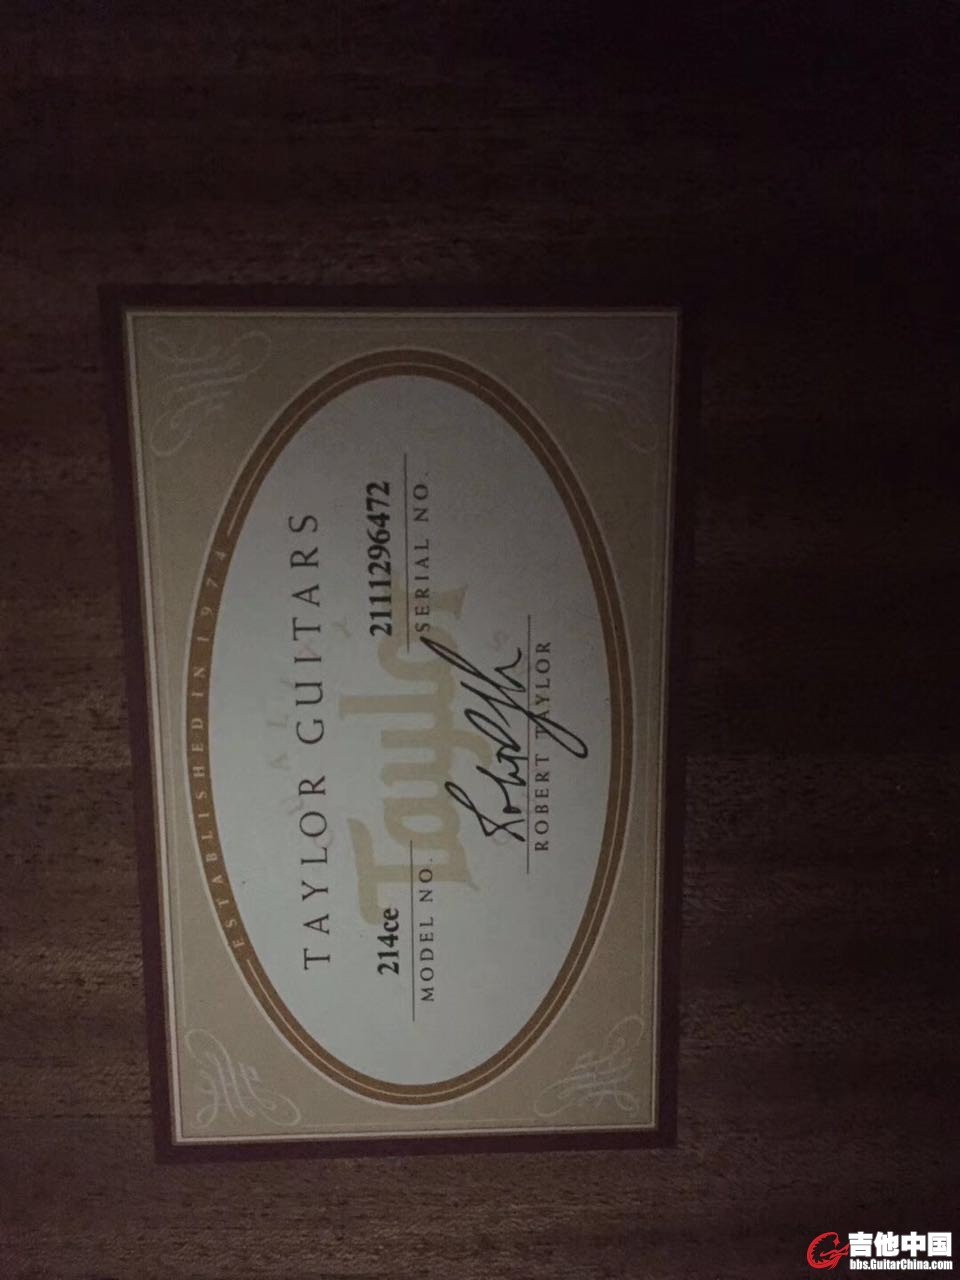 ESTABLISHED IN 1974
TAYLOR GUITARS
Taylor
214ce
MODEL NO.
2111296472
SERIAL NO.
ROBERT TAYLOR
吉他中国
bbs.GuitarChina.com